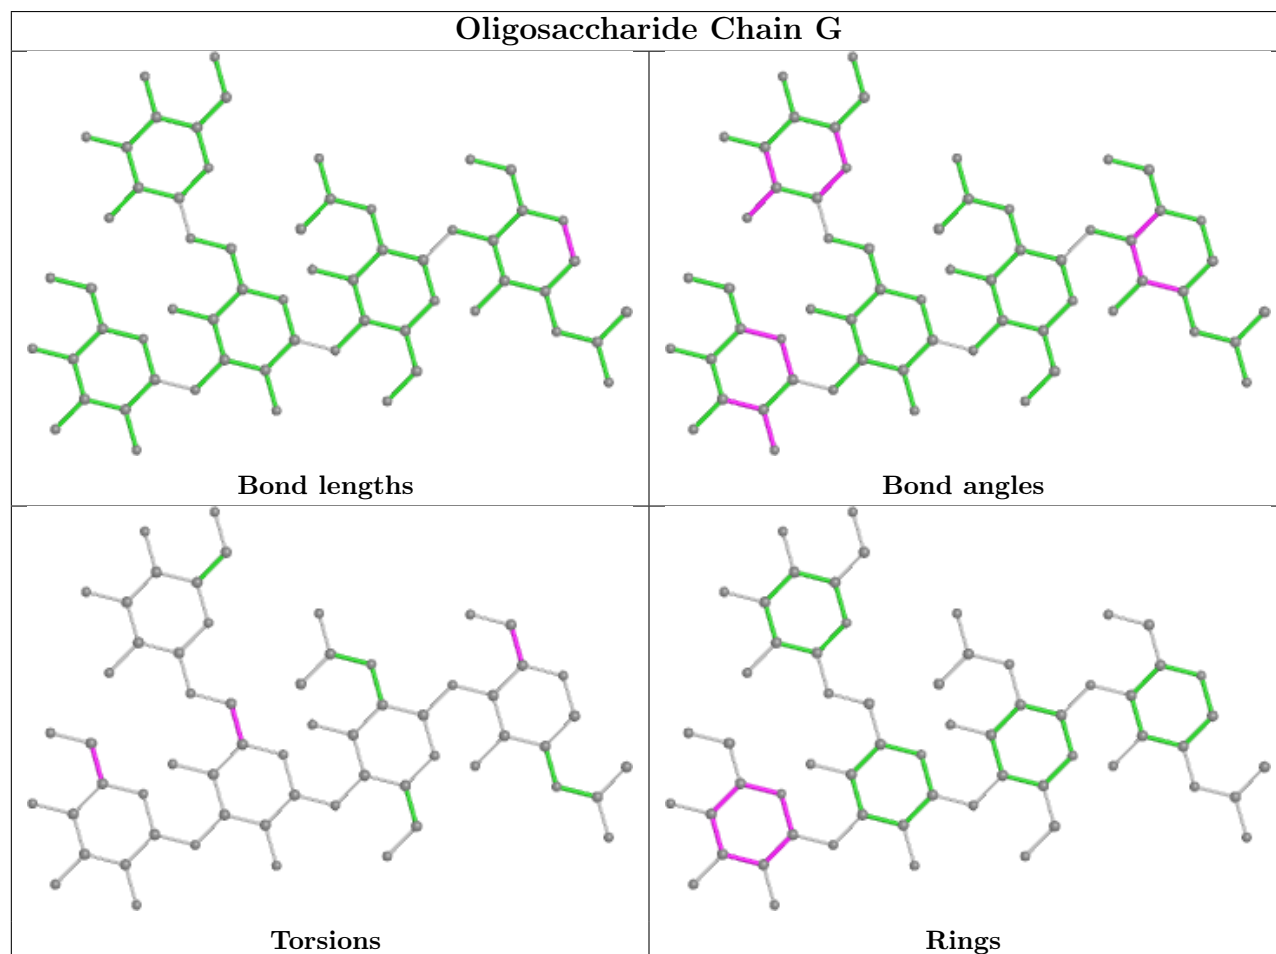 Oligosaccharide Chain G
Bond lengths
Bond angles
Torsions
Rings